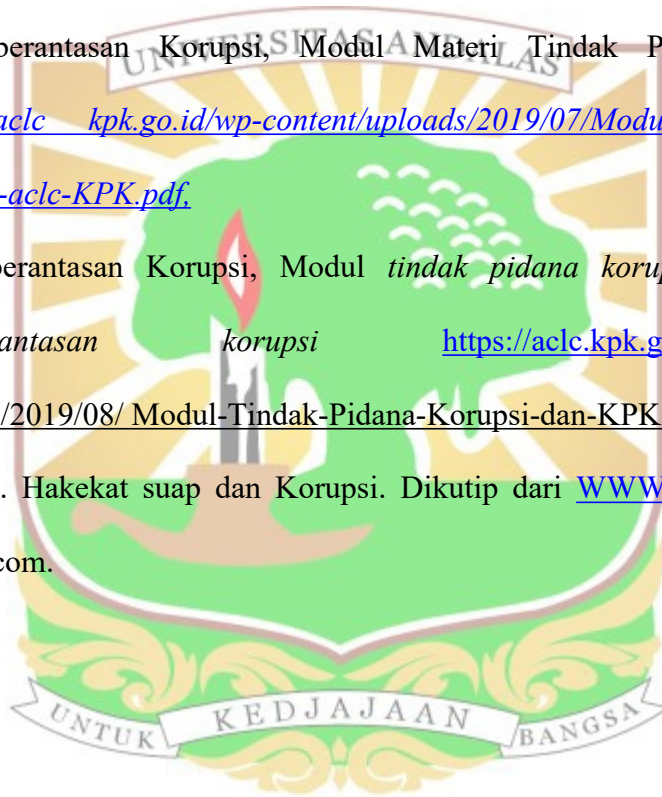 berantasan Korupsi, Modul Materi Tindak P
UNIVERSITAS ANDALAS
aclc kpk.go.id/wp-content/uploads/2019/07/Modu
-aclc-KPK.pdf,
berantasan Korupsi, Modul tindak pidana korup
antasan korupsi https://aclc.kpk.g
/2019/08/ Modul-Tindak-Pidana-Korupsi-dan-KPK
. Hakekat suap dan Korupsi. Dikutip dari WWW
com.
UNTUK KEDJAJAAN BANGSA